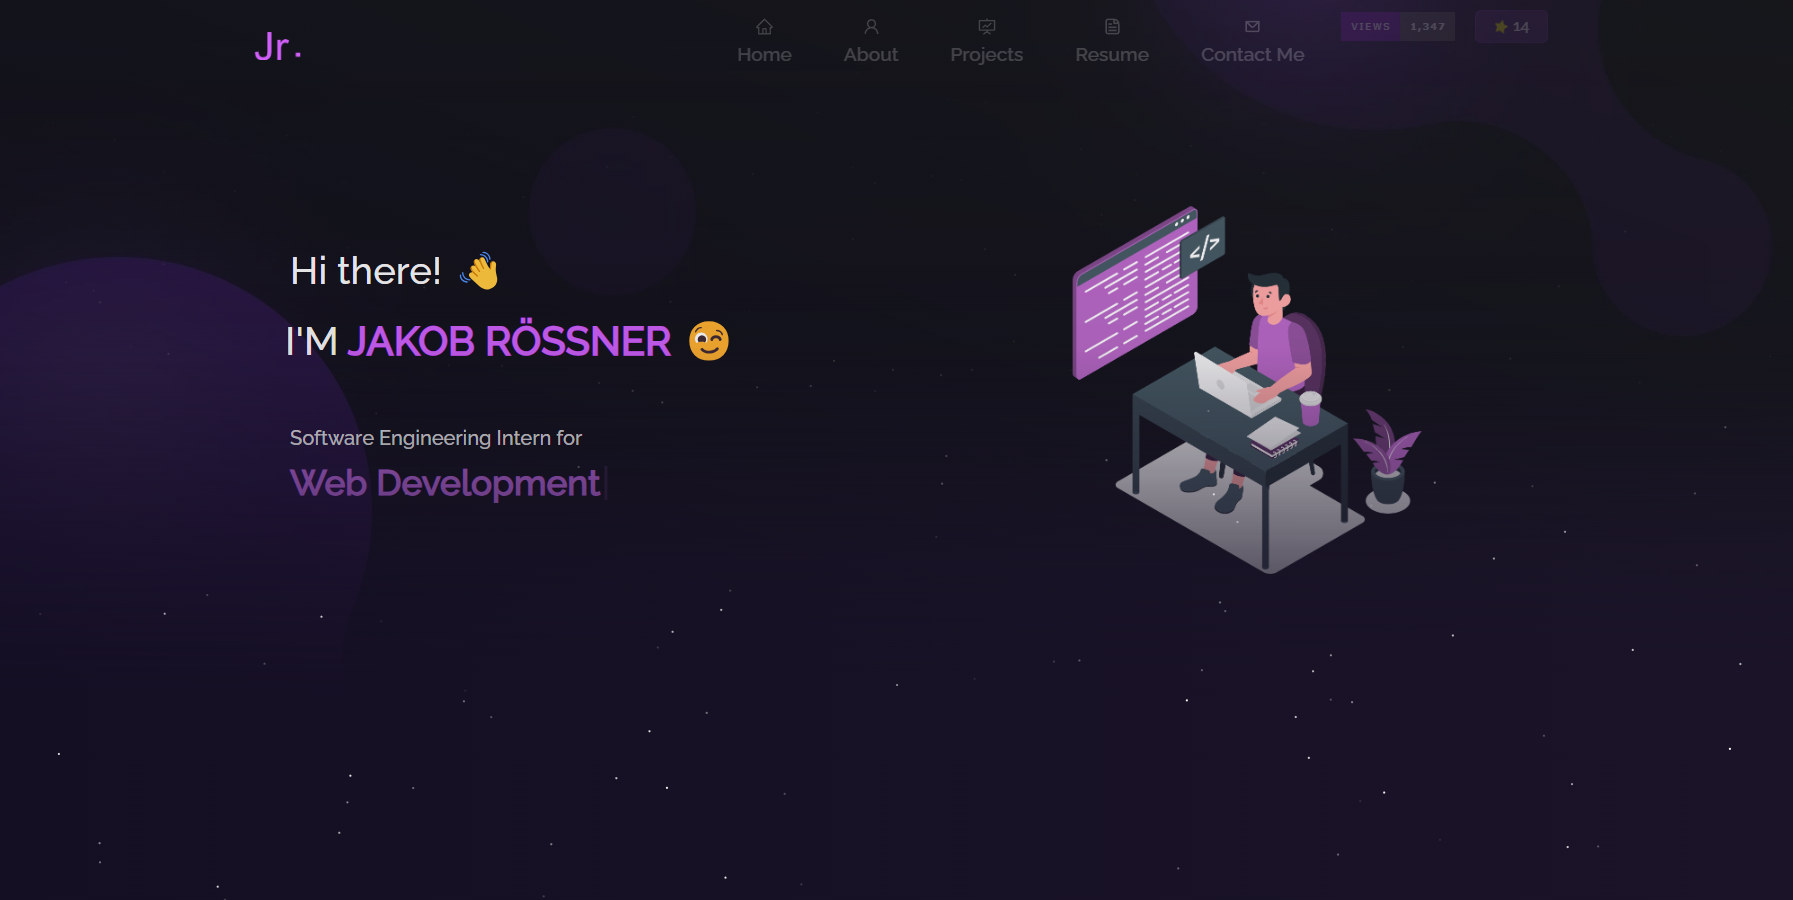 Jr.
Home
About
Projects
Resume
Contact Me
VIEWS 1,347
14
Hi there!
I'M JAKOB RÖSSNER
Software Engineering Intern for
Web Development
</>